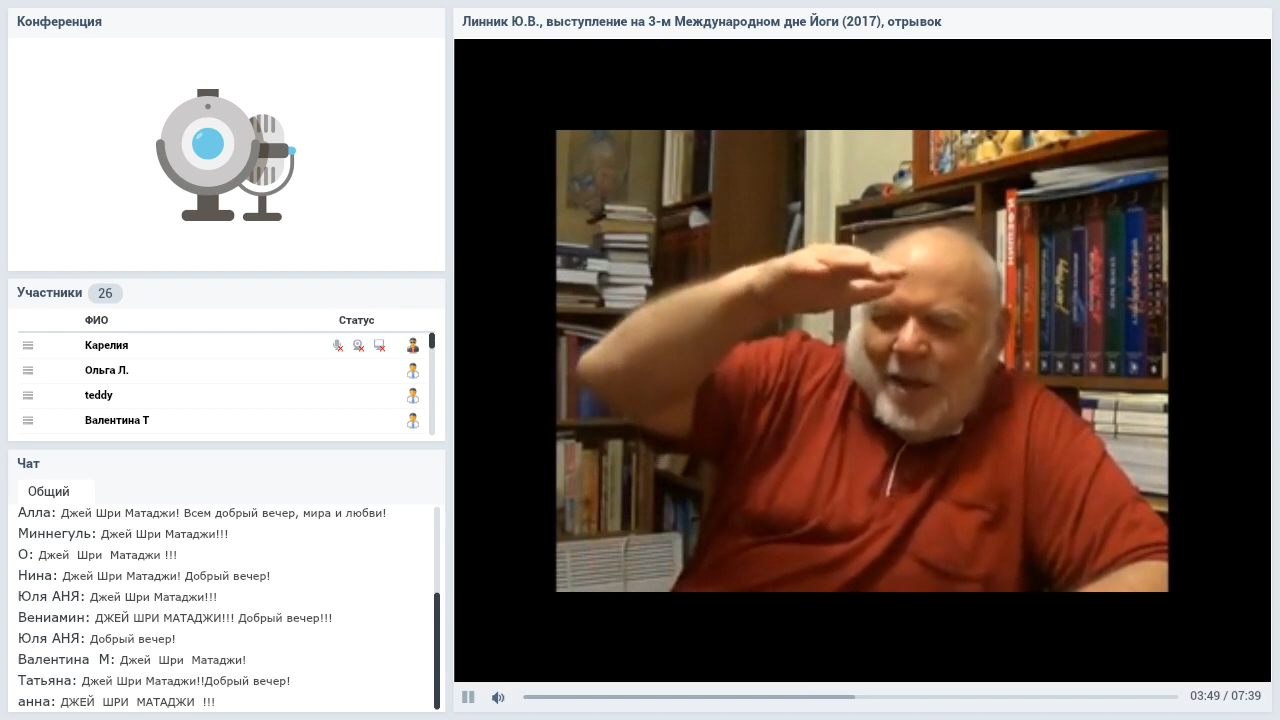 Конференция
Участники 26
ФИО Статус
Карелия
Ольга Л.
teddy
Валентина Т
Чат
Общий
Алла: Джей Шри Матаджи! Всем добрый вечер, мира и любви!
Миннегуль: Джей Шри Матаджи!!!
О: Джей Шри Матаджи !!!
Нина: Джей Шри Матаджи! Добрый вечер!
Юля АНЯ: Джей Шри Матаджи!!!
Вениамин: ДЖЕЙ ШРИ МАТАДЖИ!!! Добрый вечер!!!
Юля АНЯ: Добрый вечер!
Валентина М: Джей Шри Матаджи!
Татьяна: Джей Шри Матаджи!!Добрый вечер!
анна: ДЖЕЙ ШРИ МАТАДЖИ !!!
Линник Ю.В., выступление на 3-м Международном дне Йоги (2017), отрывок
03:49 / 07:39